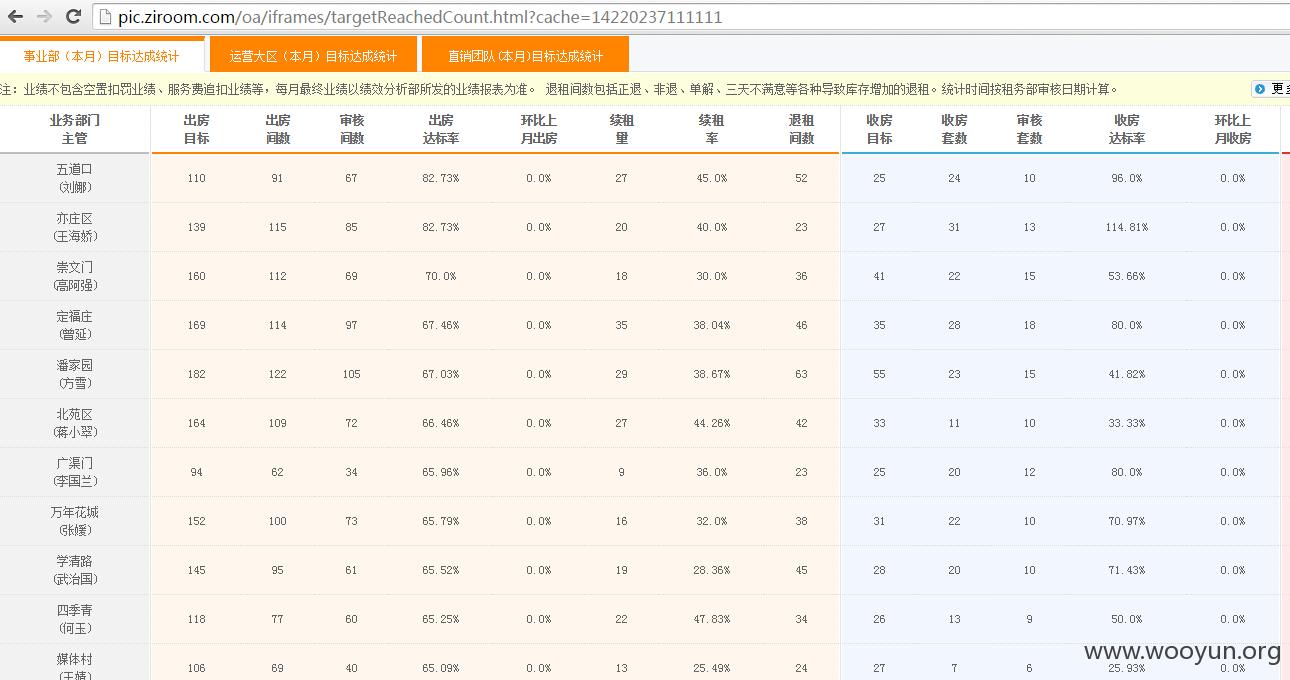 pic.ziroom.com/oa/iframes/targetReachedCount.html?cache=14220237111111
事业部（本月）目标达成统计 运营大区（本月）目标达成统计 直销团队(本月)目标达成统计
注：业绩不包含空置扣罚业绩、服务费追扣业绩等，每月最终业绩以绩效分析部所发的业绩报表为准。 退租间数包括正退、非退、单解、三天不满意等各种导致库存增加的退租。统计时间按租务部审核日期计算。 更多
业务部门 出房 出房 审核 出房 环比上 续租 续租 退租 收房 收房 审核 收房 环比上
主管 目标 间数 间数 达标率 月出房 量 率 间数 目标 套数 套数 达标率 月收房
五道口
(刘娜) 110 91 67 82.73% 0.0% 27 45.0% 52 25 24 10 96.0% 0.0%
亦庄区
(王海娇) 139 115 85 82.73% 0.0% 20 40.0% 23 27 31 13 114.81% 0.0%
崇文门
(高阿强) 160 112 69 70.0% 0.0% 18 30.0% 36 41 22 15 53.66% 0.0%
定福庄
(曾延) 169 114 97 67.46% 0.0% 35 38.04% 46 35 28 18 80.0% 0.0%
潘家园
(方雪) 182 122 105 67.03% 0.0% 29 38.67% 63 55 23 15 41.82% 0.0%
北苑区
(蒋小翠) 164 109 72 66.46% 0.0% 27 44.26% 42 33 11 10 33.33% 0.0%
广渠门
(李国兰) 94 62 34 65.96% 0.0% 9 36.0% 23 25 20 12 80.0% 0.0%
万年花城
(张媛) 152 100 73 65.79% 0.0% 16 32.0% 38 31 22 10 70.97% 0.0%
学清路
(武治国) 145 95 61 65.52% 0.0% 19 28.36% 45 28 20 10 71.43% 0.0%
四季青
(何玉) 118 77 60 65.25% 0.0% 22 47.83% 34 26 13 9 50.0% 0.0%
媒体村
(王婧) 106 69 40 65.09% 0.0% 13 25.49% 24 27 7 6 25.93% 0.0%
www.wooyun.org